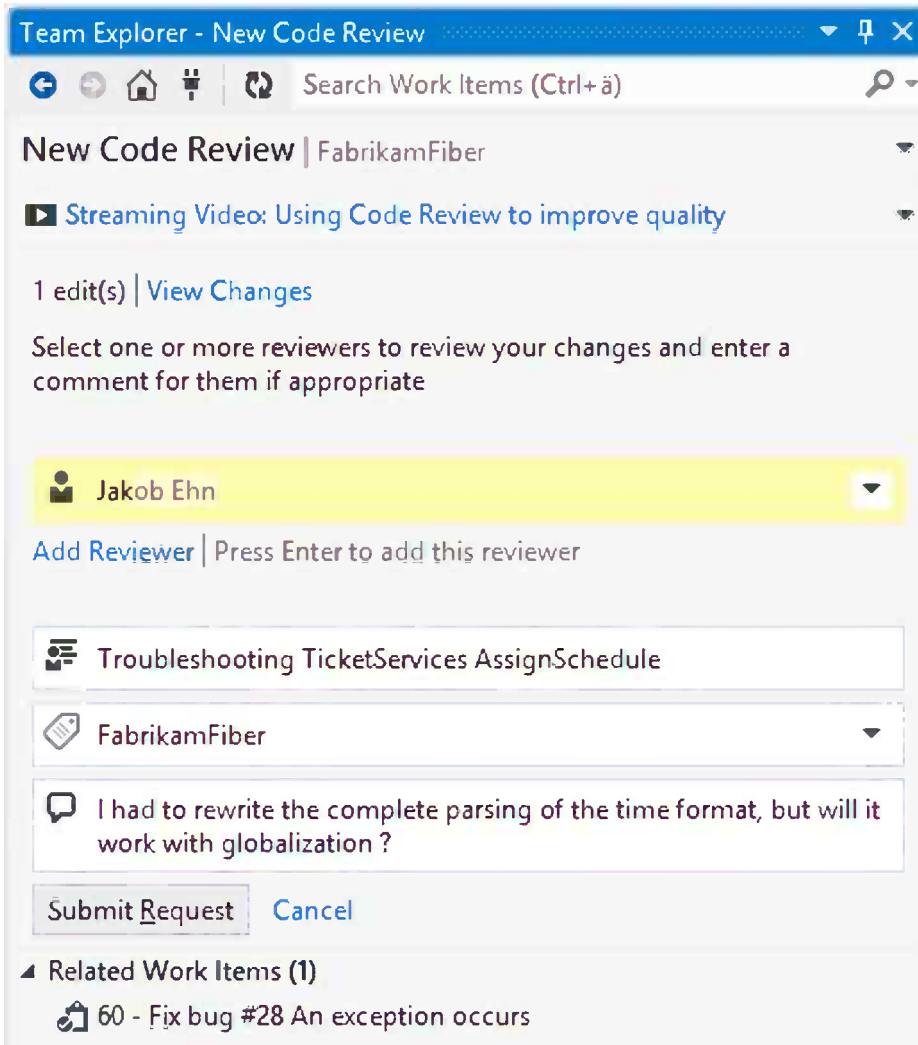 Team Explorer - New Code Review
Search Work Items (Ctrl+ä)
New Code Review | FabrikamFiber
Streaming Video: Using Code Review to improve quality
1 edit(s) | View Changes
Select one or more reviewers to review your changes and enter a
comment for them if appropriate
Jakob Ehn
Add Reviewer | Press Enter to add this reviewer
Troubleshooting TicketServices AssignSchedule
FabrikamFiber
I had to rewrite the complete parsing of the time format, but will it
work with globalization ?
Submit Request Cancel
Related Work Items (1)
60 - Fix bug #28 An exception occurs